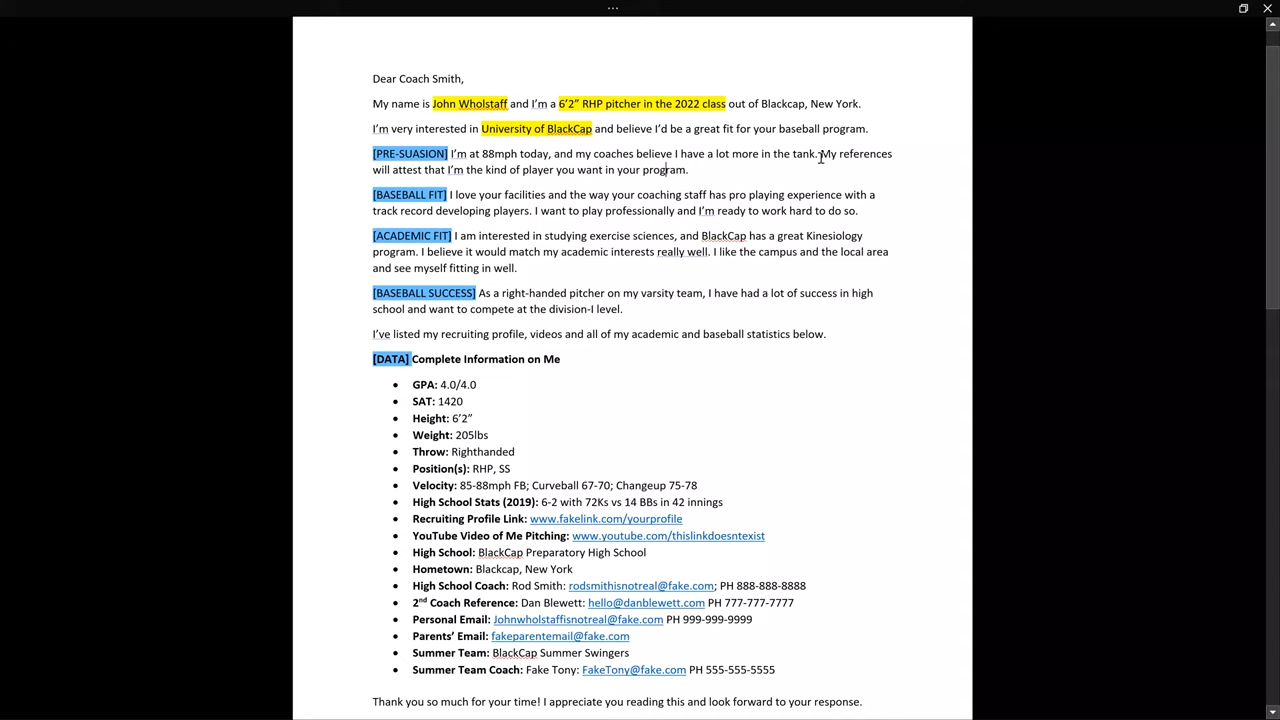 Dear Coach Smith,
My name is John Wholstaff and I’m a 6’2” RHP pitcher in the 2022 class out of Blackcap, New York.
I’m very interested in University of BlackCap and believe I’d be a great fit for your baseball program.
[PRE-SUASION] I’m at 88mph today, and my coaches believe I have a lot more in the tank. My references
will attest that I’m the kind of player you want in your program.
[BASEBALL FIT] I love your facilities and the way your coaching staff has pro playing experience with a
track record developing players. I want to play professionally and I’m ready to work hard to do so.
[ACADEMIC FIT] I am interested in studying exercise sciences, and BlackCap has a great Kinesiology
program. I believe it would match my academic interests really well. I like the campus and the local area
and see myself fitting in well.
[BASEBALL SUCCESS] As a right-handed pitcher on my varsity team, I have had a lot of success in high
school and want to compete at the division-I level.
I’ve listed my recruiting profile, videos and all of my academic and baseball statistics below.
[DATA] Complete Information on Me
• GPA: 4.0/4.0
• SAT: 1420
• Height: 6’2”
• Weight: 205lbs
• Throw: Righthanded
• Position(s): RHP, SS
• Velocity: 85-88mph FB; Curveball 67-70; Changeup 75-78
• High School Stats (2019): 6-2 with 72Ks vs 14 BBs in 42 innings
• Recruiting Profile Link: www.fakelink.com/yourprofile
• YouTube Video of Me Pitching: www.youtube.com/thislinkdoesntexist
• High School: BlackCap Preparatory High School
• Hometown: Blackcap, New York
• High School Coach: Rod Smith: rodsmithisnotreal@fake.com; PH 888-888-8888
• 2nd Coach Reference: Dan Blewett: hello@danblewett.com PH 777-777-7777
• Personal Email: Johnwholstaffisnotreal@fake.com PH 999-999-9999
• Parents’ Email: fakeparentemail@fake.com
• Summer Team: BlackCap Summer Swingers
• Summer Team Coach: Fake Tony: FakeTony@fake.com PH 555-555-5555
Thank you so much for your time! I appreciate you reading this and look forward to your response.